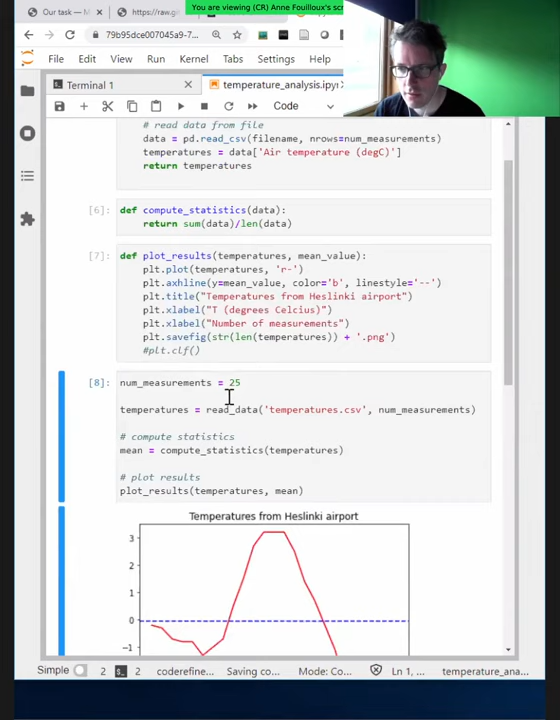 You are viewing (CR) Anne Fouilloux's scr
Our task — M
https://raw.gi
79b95dce007045a9-7...
File Edit View Run Kernel Tabs Settings Help
Terminal 1
temperature_analysis.ipyn
Code
# read data from file
data = pd.read_csv(filename, nrows=num_measurements)
temperatures = data['Air temperature (degC)']
return temperatures
[6]: def compute_statistics(data):
return sum(data)/len(data)
[7]: def plot_results(temperatures, mean_value):
plt.plot(temperatures, 'r-')
plt.axhline(y=mean_value, color='b', linestyle='--')
plt.title("Temperatures from Heslinki airport")
plt.xlabel("T (degrees Celcius)")
plt.xlabel("Number of measurements")
plt.savefig(str(len(temperatures)) + '.png')
#plt.clf()
[8]: num_measurements = 25
temperatures = read_data('temperatures.csv', num_measurements)
# compute statistics
mean = compute_statistics(temperatures)
# plot results
plot_results(temperatures, mean)
Temperatures from Heslinki airport
3
2
1
0
−1
Simple 2 2 coderefine... Saving co... Mode: Co... Ln 1, temperature_ana...